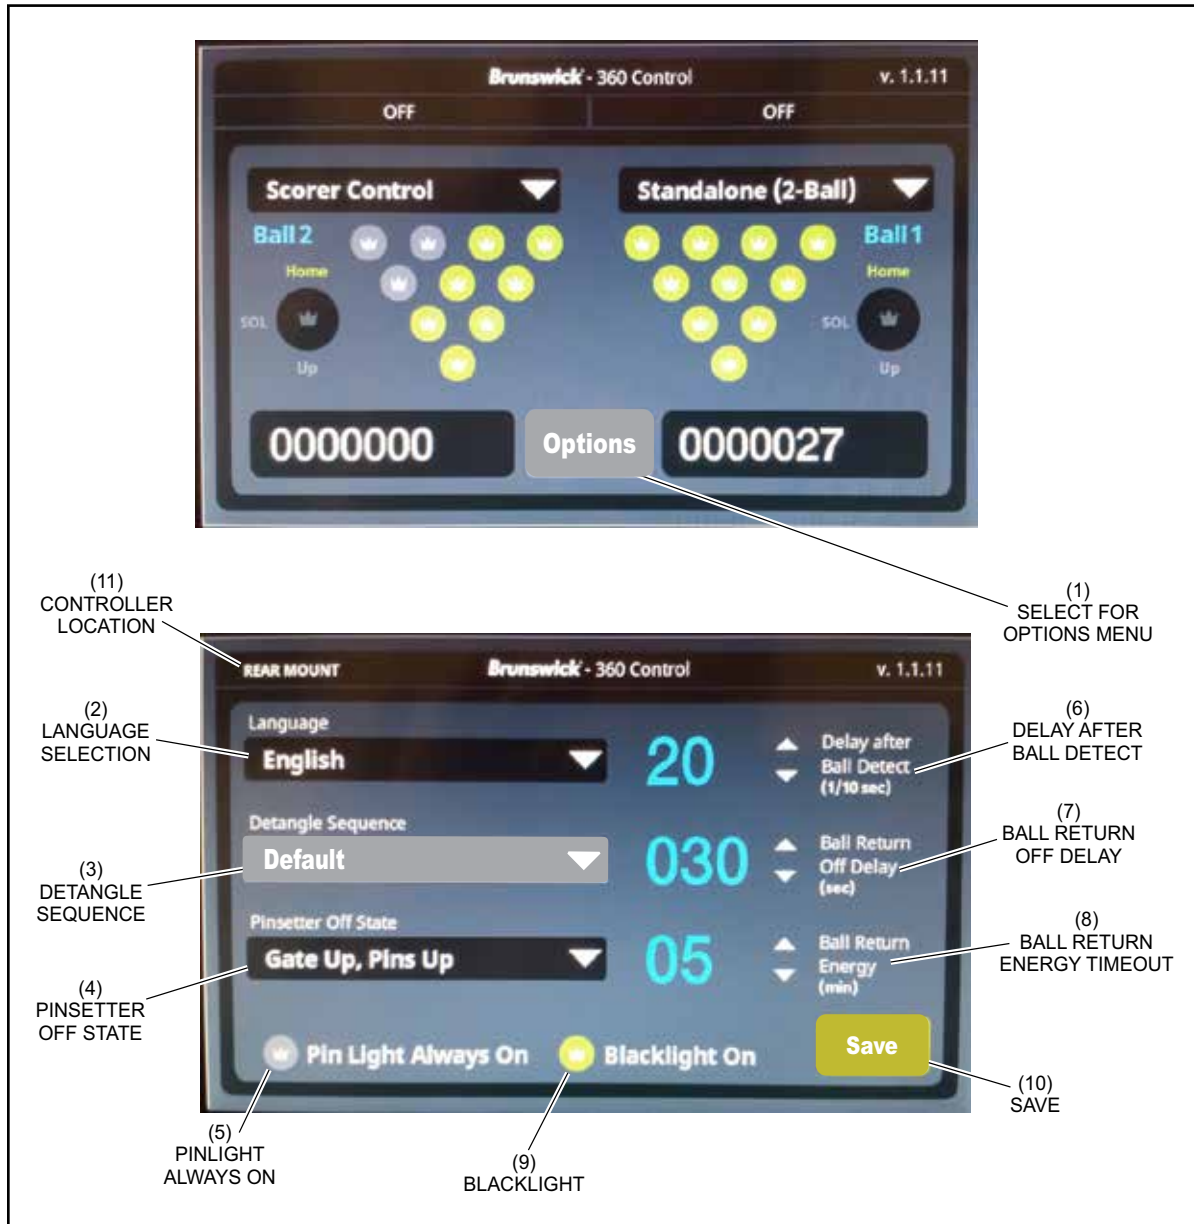 Brunswick - 360 Control
v. 1.1.11
OFF
OFF
Scorer Control
Standalone (2-Ball)
Ball 2
Ball 1
Home
Home
SOL
SOL
Up
Up
0000000
Options
0000027
(11)
CONTROLLER
LOCATION
(1)
SELECT FOR
OPTIONS MENU
REAR MOUNT
Brunswick - 360 Control
v. 1.1.11
(2)
LANGUAGE
SELECTION
Language
English
20
Delay after
Ball Detect
(1/10 sec)
(6)
DELAY AFTER
BALL DETECT
(3)
DETANGLE
SEQUENCE
Detangle Sequence
Default
030
Ball Return
Off Delay
(sec)
(7)
BALL RETURN
OFF DELAY
(4)
PINSETTER
OFF STATE
Pinsetter Off State
Gate Up, Pins Up
05
Ball Return
Energy
(min)
(8)
BALL RETURN
ENERGY TIMEOUT
Pin Light Always On
Blacklight On
Save
(5)
PINLIGHT
ALWAYS ON
(9)
BLACKLIGHT
(10)
SAVE